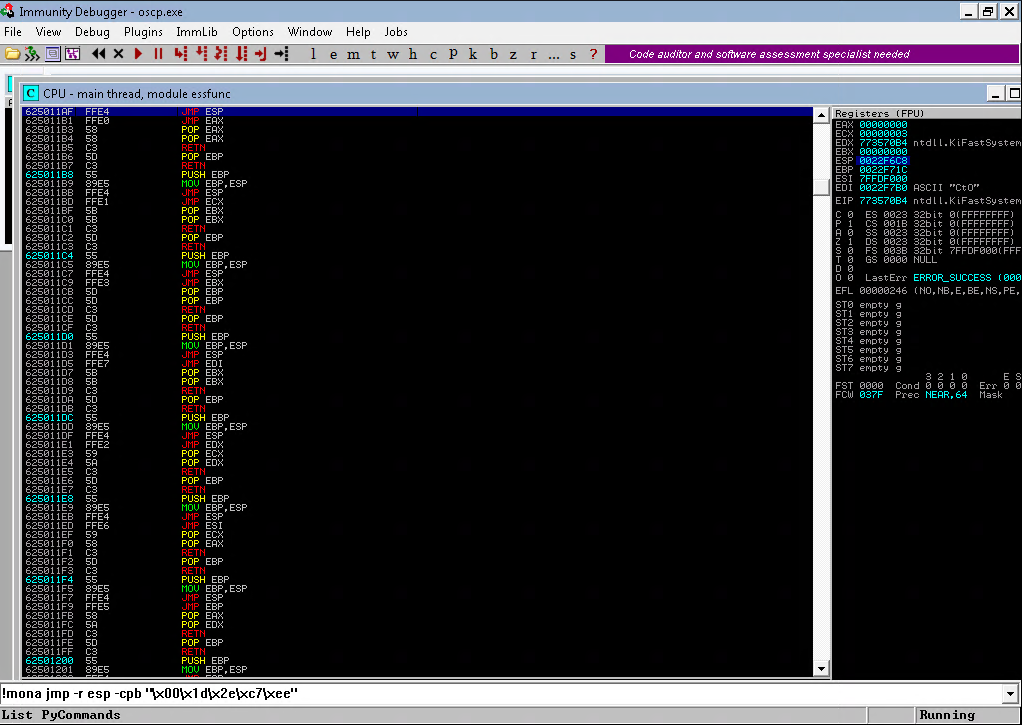 Immunity Debugger - oscp.exe
File View Debug Plugins ImmLib Options Window Help Jobs
l e m t w h c P k b z r ... s ? Code auditor and software assessment specialist needed
C CPU - main thread, module essfunc
625011AF FFE4 JMP ESP
625011B1 FFE0 JMP EAX
625011B3 58 POP EAX
625011B4 58 POP EAX
625011B5 C3 RETN
625011B6 5D POP EBP
625011B7 C3 RETN
625011B8 55 PUSH EBP
625011B9 89E5 MOV EBP,ESP
625011BB FFE4 JMP ESP
625011BD FFE1 JMP ECX
625011BF 5B POP EBX
625011C0 5B POP EBX
625011C1 C3 RETN
625011C2 5D POP EBP
625011C3 C3 RETN
625011C4 55 PUSH EBP
625011C5 89E5 MOV EBP,ESP
625011C7 FFE4 JMP ESP
625011C9 FFE3 JMP EBX
625011CB 5D POP EBP
625011CC 5D POP EBP
625011CD C3 RETN
625011CE 5D POP EBP
625011CF C3 RETN
625011D0 55 PUSH EBP
625011D1 89E5 MOV EBP,ESP
625011D3 FFE4 JMP ESP
625011D5 FFE7 JMP EDI
625011D7 5B POP EBX
625011D8 5B POP EBX
625011D9 C3 RETN
625011DA 5D POP EBP
625011DB C3 RETN
625011DC 55 PUSH EBP
625011DD 89E5 MOV EBP,ESP
625011DF FFE4 JMP ESP
625011E1 FFE2 JMP EDX
625011E3 59 POP ECX
625011E4 5A POP EDX
625011E5 C3 RETN
625011E6 5D POP EBP
625011E7 C3 RETN
625011E8 55 PUSH EBP
625011E9 89E5 MOV EBP,ESP
625011EB FFE4 JMP ESP
625011ED FFE6 JMP ESI
625011EF 59 POP ECX
625011F0 58 POP EAX
625011F1 C3 RETN
625011F2 5D POP EBP
625011F3 C3 RETN
625011F4 55 PUSH EBP
625011F5 89E5 MOV EBP,ESP
625011F7 FFE4 JMP ESP
625011F9 FFE5 JMP EBP
625011FB 58 POP EAX
625011FC 5A POP EDX
625011FD C3 RETN
625011FE 5D POP EBP
625011FF C3 RETN
62501200 55 PUSH EBP
62501201 89E5 MOV EBP,ESP
Registers (FPU)
EAX 00000000
ECX 00000003
EDX 773570B4 ntdll.KiFastSystem
EBX 00000000
ESP 0022F6C8
EBP 0022F71C
ESI 7FFDF000
EDI 0022F7B0 ASCII "CtO"
EIP 773570B4 ntdll.KiFastSystem
C 0 ES 0023 32bit 0(FFFFFFFF)
P 1 CS 001B 32bit 0(FFFFFFFF)
A 0 SS 0023 32bit 0(FFFFFFFF)
Z 1 DS 0023 32bit 0(FFFFFFFF)
S 0 FS 003B 32bit 7FFDF000(FFF
T 0 GS 0000 NULL
D 0
O 0 LastErr ERROR_SUCCESS (000
EFL 00000246 (NO,NB,E,BE,NS,PE,
ST0 empty g
ST1 empty g
ST2 empty g
ST3 empty g
ST4 empty g
ST5 empty g
ST6 empty g
ST7 empty g
3 2 1 0 E S
FST 0000 Cond 0 0 0 0 Err 0 0
FCW 037F Prec NEAR,64 Mask
!mona jmp -r esp -cpb "\x00\x1d\x2e\xc7\xee"
List PyCommands Running